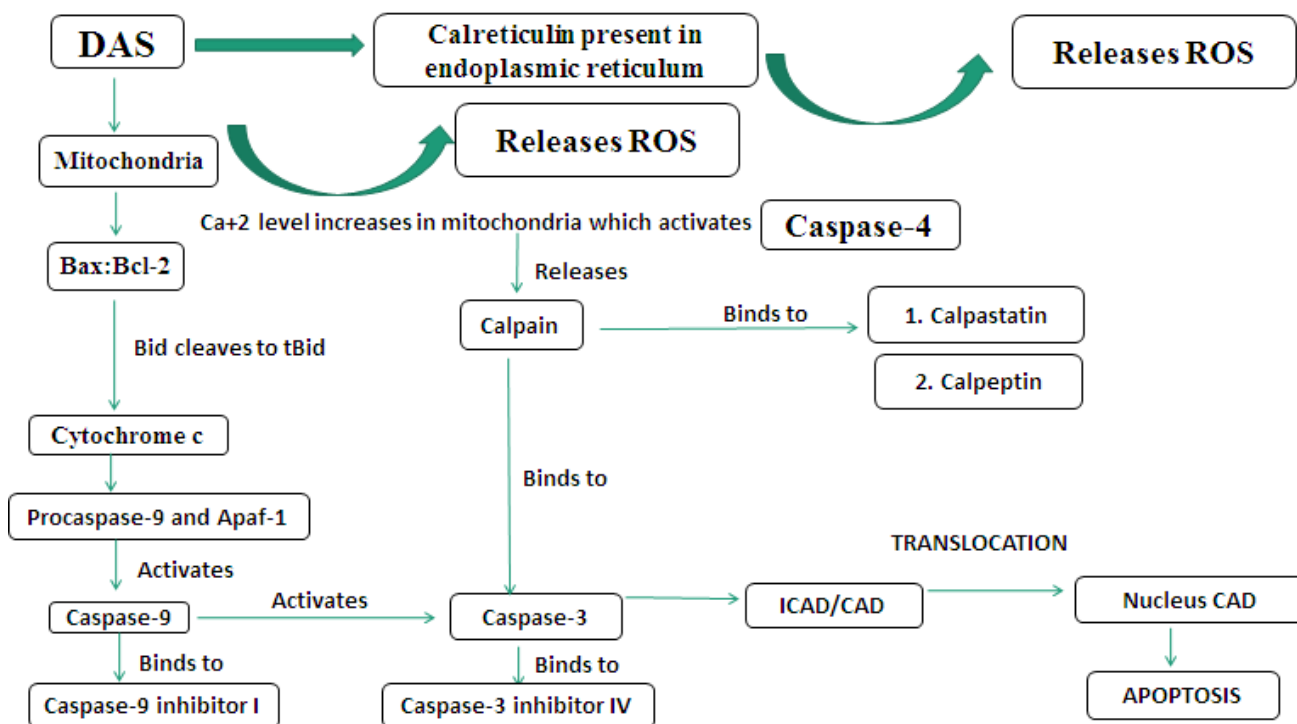 DAS
Calreticulin present in
endoplasmic reticulum
Releases ROS
Mitochondria
Releases ROS
Ca+2 level increases in mitochondria which activates
Caspase-4
Bax:Bcl-2
Releases
Calpain
Binds to
1. Calpastatin
2. Calpeptin
Bid cleaves to tBid
Cytochrome c
Binds to
Procaspase-9 and Apaf-1
Activates
TRANSLOCATION
Caspase-9
Activates
Caspase-3
ICAD/CAD
Nucleus CAD
Binds to
Binds to
Caspase-9 inhibitor I
Caspase-3 inhibitor IV
APOPTOSIS